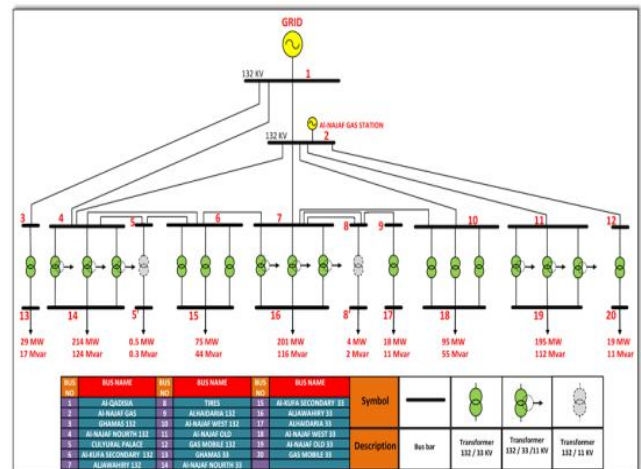 GRID
132 KV
1
AI-NAJAF GAS STATION
132 KV
2
3
4
5
6
7
8
9
10
11
12
13
14
5'
15
16
8'
17
18
19
20
29 MW
214 MW
0.5 MW
75 MW
201 MW
4 MW
18 MW
95 MW
195 MW
19 MW
17 Mvar
124 Mvar
0.3 Mvar
44 Mvar
116 Mvar
2 Mvar
11 Mvar
55 Mvar
112 Mvar
11 Mvar
BUS NO BUS NAME BUS NO BUS NAME BUS NO BUS NAME
1 Al-QADISIA 8 TIRES 15 Al-KUFA SECONDARY 33
2 Al-NAJAF GAS 9 ALHAIDARIA 132 16 ALJAWAHIRY 33
3 GHAMAS 132 10 Al-NAJAF WEST 132 17 ALHAIDARIA 33
4 Al-NAJAF NOURTH 132 11 Al-NAJAF OLD 18 Al-NAJAF WEST 33
5 CULYURAL PALACE 12 GAS MOBILE 132 19 Al-NAJAF OLD 33
6 Al-KUFA SECONDARY 132 13 GHAMAS 33 20 GAS MOBILE 33
7 ALJAWAHIRY 132 14 Al-NAJAF NOURTH 33
Symbol
Description
Bus bar
Transformer
132 / 33 KV
Transformer
132 / 33 /11 KV
Transformer
132 / 11 KV